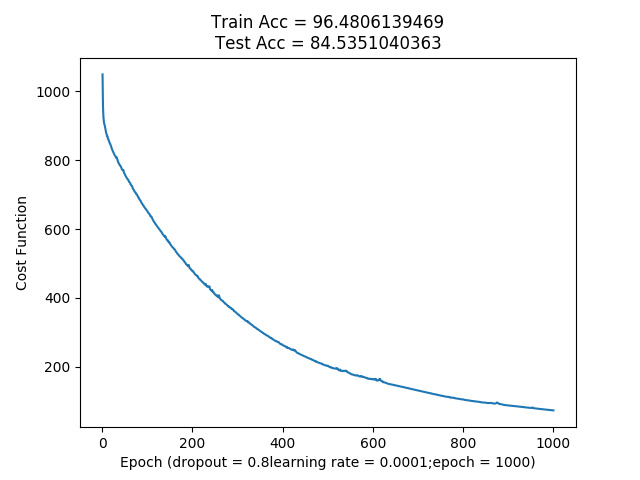 Train Acc = 96.4806139469
Test Acc = 84.5351040363
1000
800
600
400
200
Cost Function
0 200 400 600 800 1000
Epoch (dropout = 0.8learning rate = 0.0001;epoch = 1000)